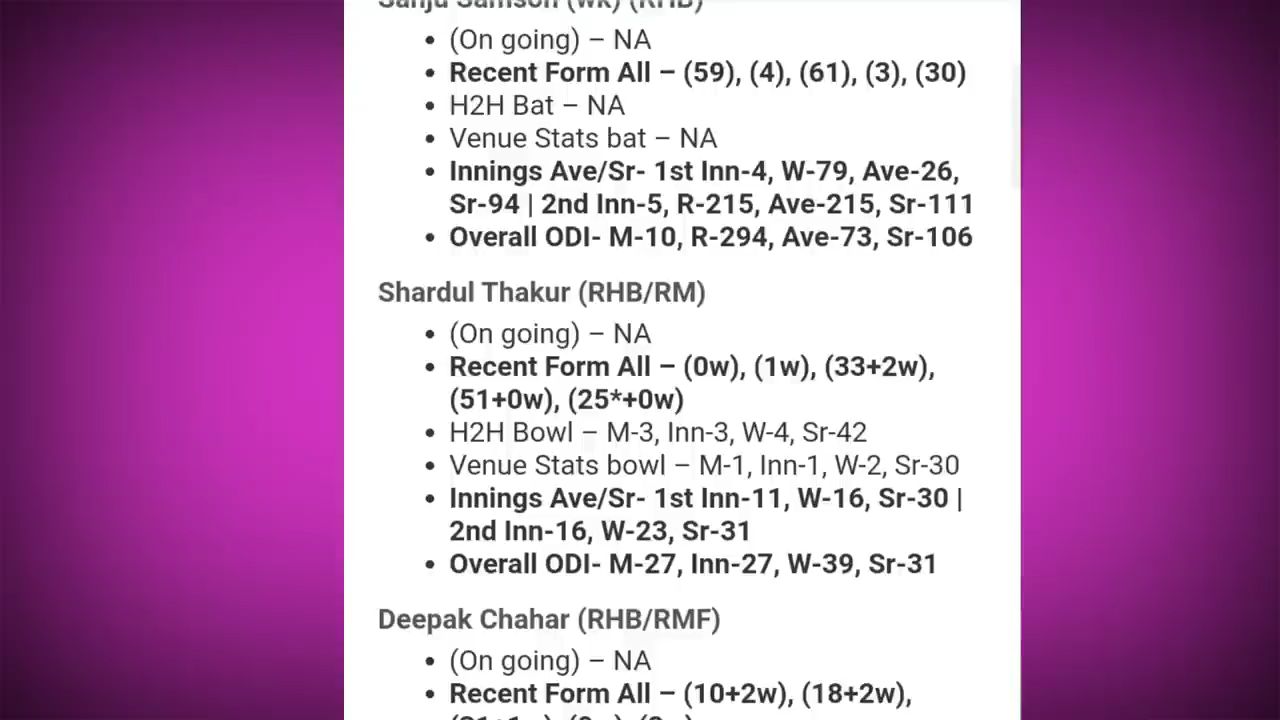 Sanju Samson (wk) (RHB)
• (On going) – NA
• Recent Form All – (59), (4), (61), (3), (30)
• H2H Bat – NA
• Venue Stats bat – NA
• Innings Ave/Sr- 1st Inn-4, W-79, Ave-26,
Sr-94 | 2nd Inn-5, R-215, Ave-215, Sr-111
• Overall ODI- M-10, R-294, Ave-73, Sr-106
Shardul Thakur (RHB/RM)
• (On going) – NA
• Recent Form All – (0w), (1w), (33+2w),
(51+0w), (25*+0w)
• H2H Bowl – M-3, Inn-3, W-4, Sr-42
• Venue Stats bowl – M-1, Inn-1, W-2, Sr-30
• Innings Ave/Sr- 1st Inn-11, W-16, Sr-30 |
2nd Inn-16, W-23, Sr-31
• Overall ODI- M-27, Inn-27, W-39, Sr-31
Deepak Chahar (RHB/RMF)
• (On going) – NA
• Recent Form All – (10+2w), (18+2w),